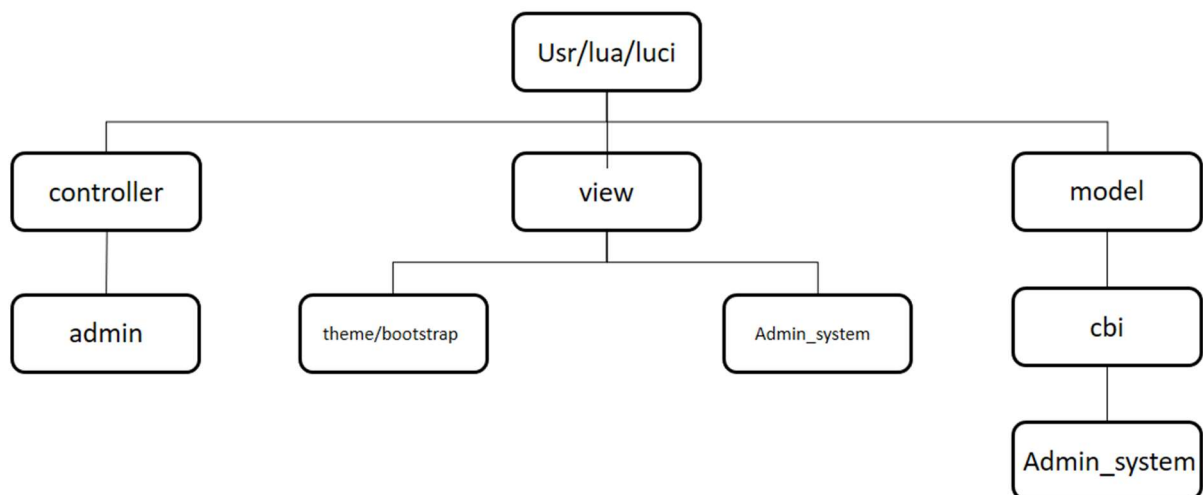 Usr/lua/luci
controller
view
model
admin
theme/bootstrap
Admin_system
cbi
Admin_system